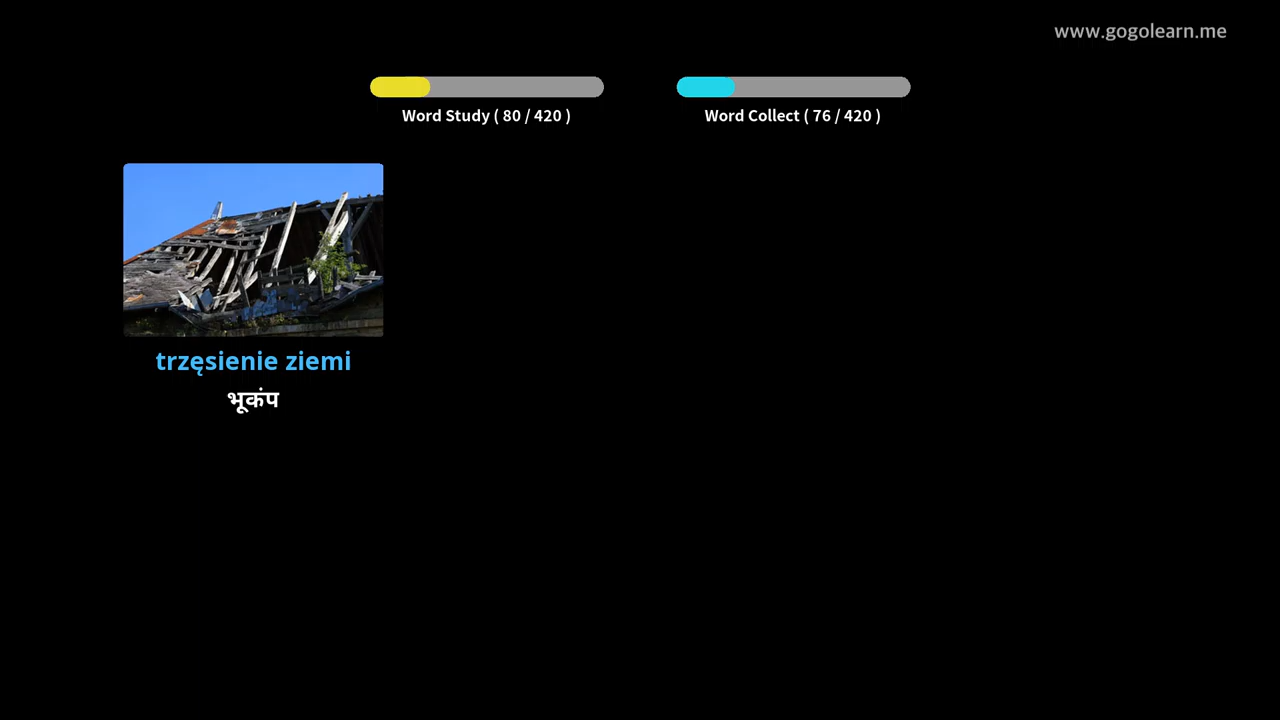 www.gogolearn.me
Word Study ( 80 / 420 )
Word Collect ( 76 / 420 )
trzęsienie ziemi
भूकंप